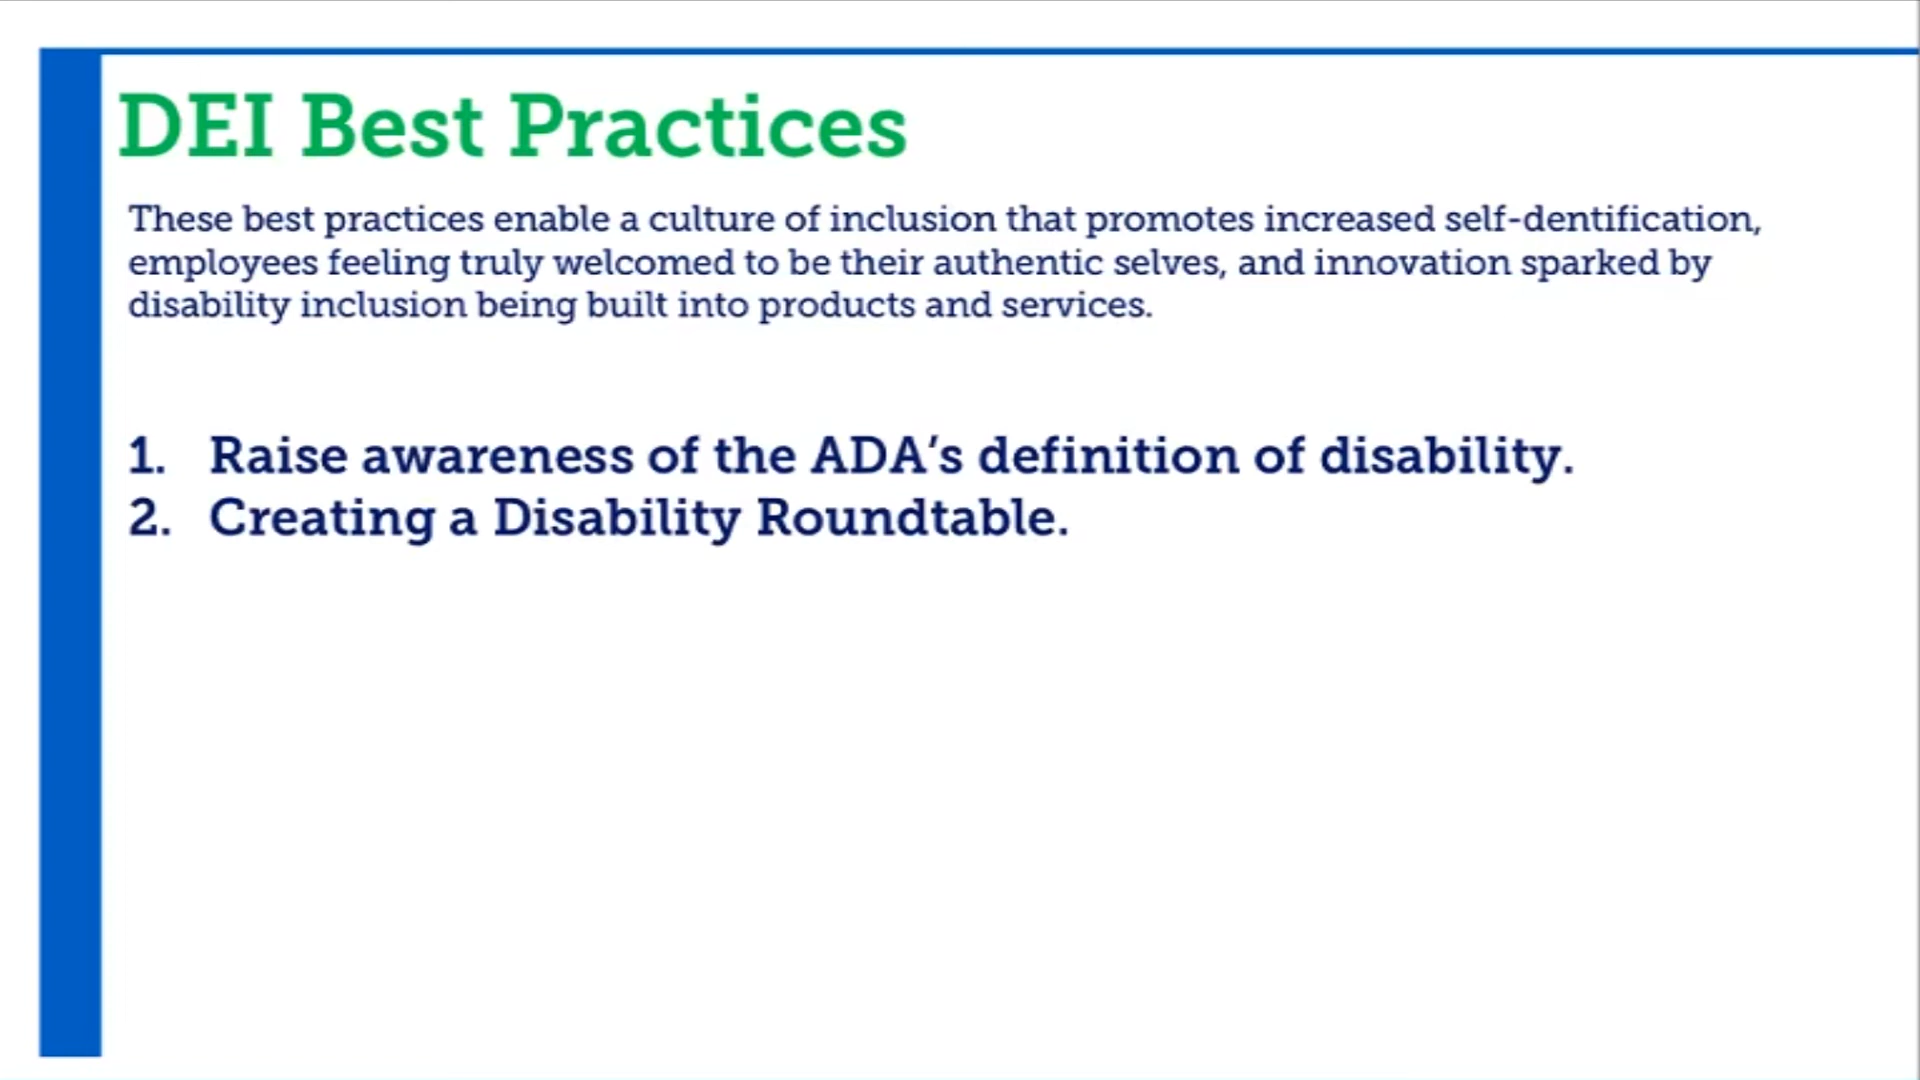 DEI Best Practices
These best practices enable a culture of inclusion that promotes increased self-dentification,
employees feeling truly welcomed to be their authentic selves, and innovation sparked by
disability inclusion being built into products and services.
1. Raise awareness of the ADA’s definition of disability.
2. Creating a Disability Roundtable.